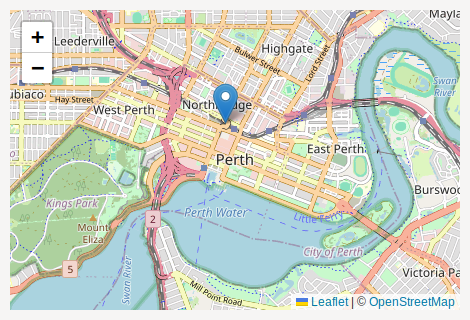 Mayla
+
Leederville
Highgate
Bulwer Street
Lord Street
−
Swan
River
ubiaco
Hay Street
West Perth
Northbridge
East Perth
Perth
Burswoo
Kings Park
Perth Water
Little Ferry
2
Mount
Eliza
City of Perth
5
Swan River
Victoria Pa
Mill Point Road
Leaflet | © OpenStreetMap